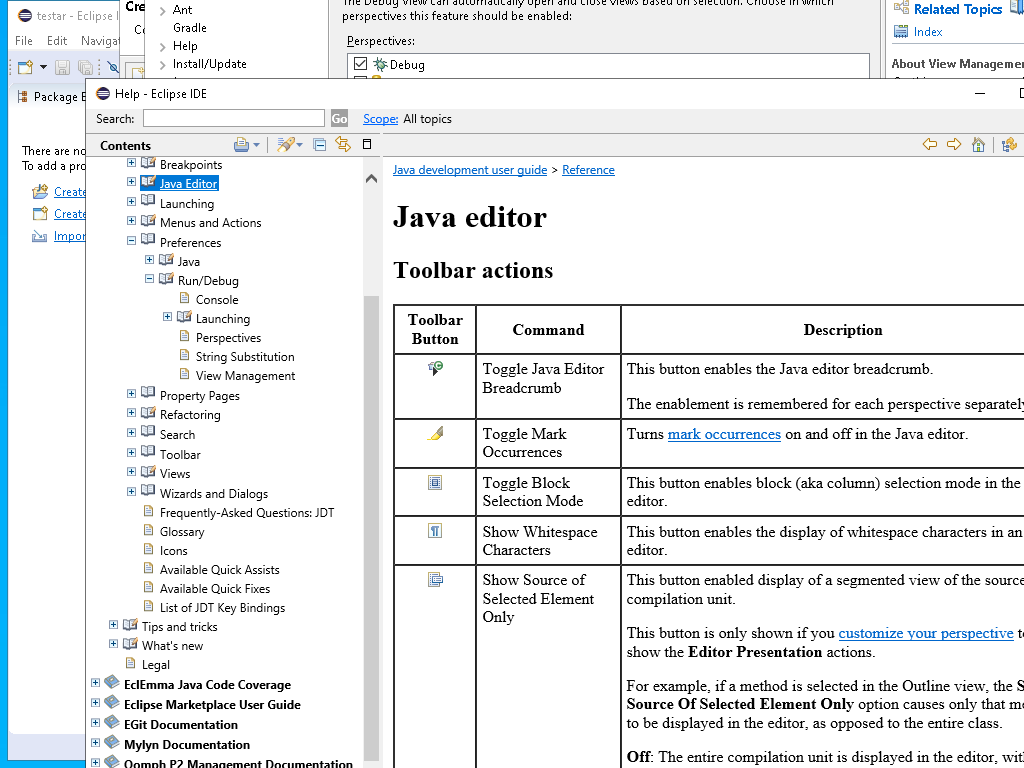 testar - Eclipse I
File Edit Navigat
Package E
There are no
To add a pro
Create
Create
Impor
Cre
Ant
Gradle
Help
Install/Update
The Debug View can automatically open and close views based on selection. Choose in which
perspectives this feature should be enabled:
Perspectives:
Debug
Related Topics
Index
About View Managemen
Help - Eclipse IDE
Search:
Go
Scope: All topics
Contents
Breakpoints
Java Editor
Launching
Menus and Actions
Preferences
Java
Run/Debug
Console
Launching
Perspectives
String Substitution
View Management
Property Pages
Refactoring
Search
Toolbar
Views
Wizards and Dialogs
Frequently-Asked Questions: JDT
Glossary
Icons
Available Quick Assists
Available Quick Fixes
List of JDT Key Bindings
Tips and tricks
What's new
Legal
EclEmma Java Code Coverage
Eclipse Marketplace User Guide
EGit Documentation
Mylyn Documentation
Oomph P2 Management Documentation
Java development user guide > Reference
Java editor
Toolbar actions
Toolbar Button
Command
Description
Toggle Java Editor
Breadcrumb
This button enables the Java editor breadcrumb.
The enablement is remembered for each perspective separately
Toggle Mark
Occurrences
Turns mark occurrences on and off in the Java editor.
Toggle Block
Selection Mode
This button enables block (aka column) selection mode in the
editor.
Show Whitespace
Characters
This button enables the display of whitespace characters in an
editor.
Show Source of
Selected Element
Only
This button enabled display of a segmented view of the source
compilation unit.
This button is only shown if you customize your perspective to
show the Editor Presentation actions.
For example, if a method is selected in the Outline view, the S
Source Of Selected Element Only option causes only that me
to be displayed in the editor, as opposed to the entire class.
Off: The entire compilation unit is displayed in the editor, wit